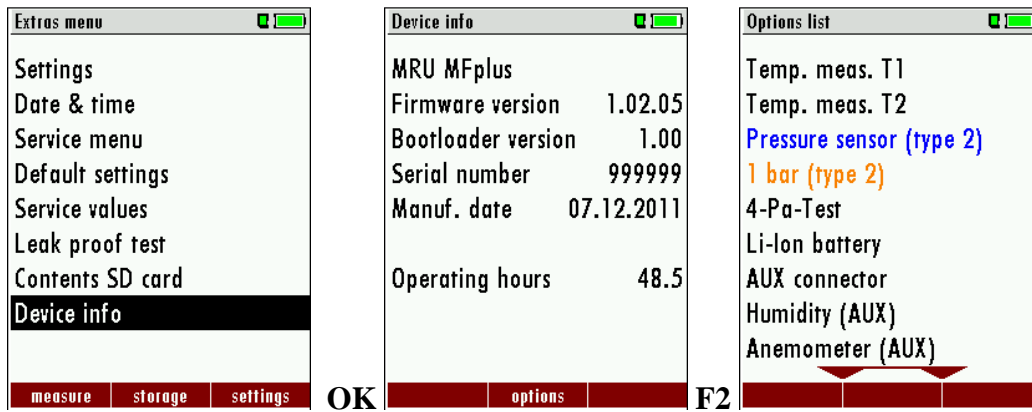 Extras menu
Settings
Date & time
Service menu
Default settings
Service values
Leak proof test
Contents SD card
Device info
measure storage settings
OK
Device info
MRU MFplus
Firmware version 1.02.05
Bootloader version 1.00
Serial number 999999
Manuf. date 07.12.2011
Operating hours 48.5
options
F2
Options list
Temp. meas. T1
Temp. meas. T2
Pressure sensor (type 2)
1 bar (type 2)
4-Pa-Test
Li-Ion battery
AUX connector
Humidity (AUX)
Anemometer (AUX)